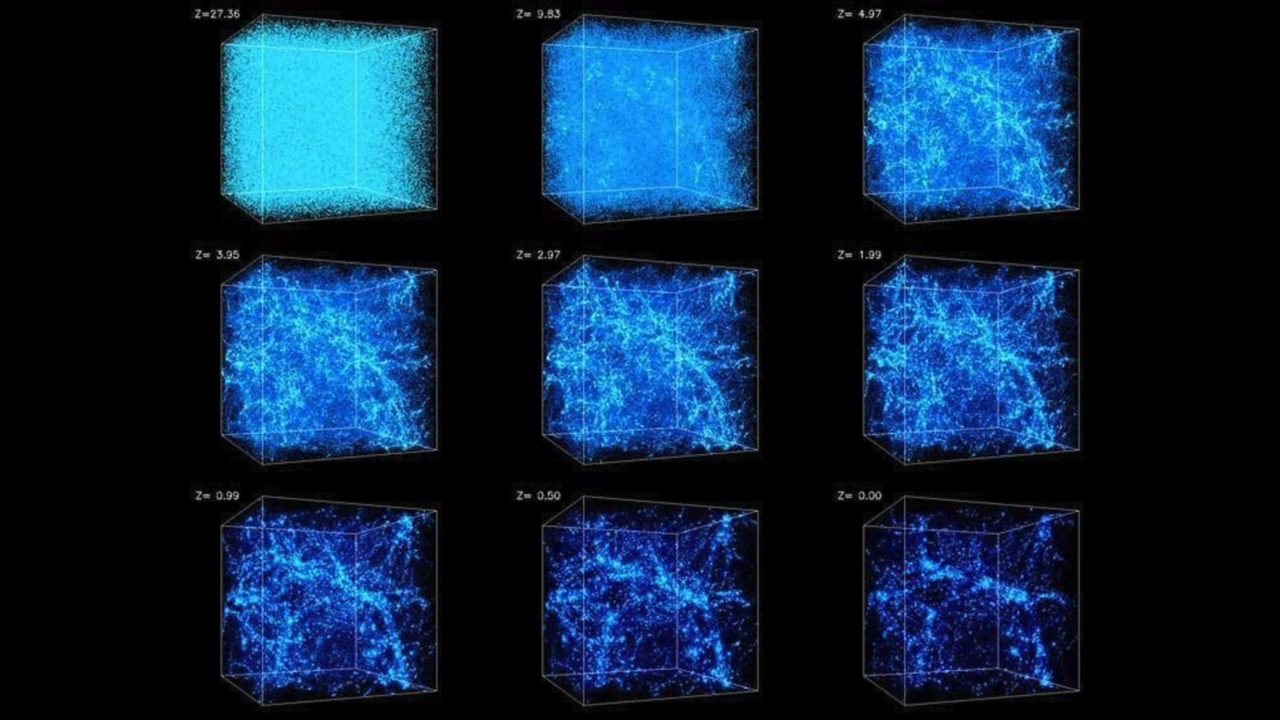 Z=27.36
Z= 9.83
Z= 4.97
Z= 3.95
Z= 2.97
Z= 1.99
Z= 0.99
Z= 0.50
Z= 0.00